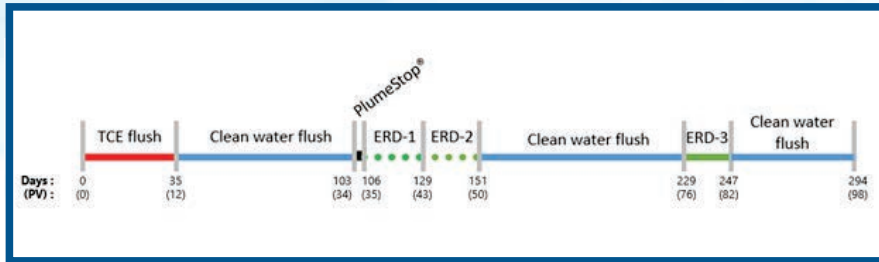 PlumeStop®
TCE flush
Clean water flush
ERD-1
ERD-2
Clean water flush
ERD-3
Clean water
flush
Days : 0 35 103 106 129 151 229 247 294
(PV) : (0) (12) (34) (35) (43) (50) (76) (82) (98)